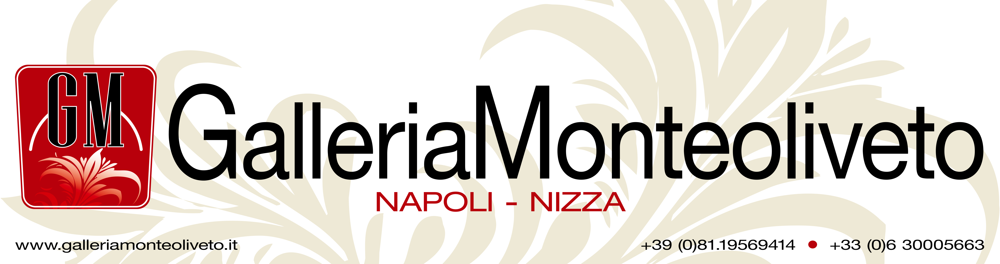 GM
GalleriaMonteoliveto
NAPOLI - NIZZA
www.galleriamonteoliveto.it
+39 (0)81.19569414 • +33 (0)6 30005663